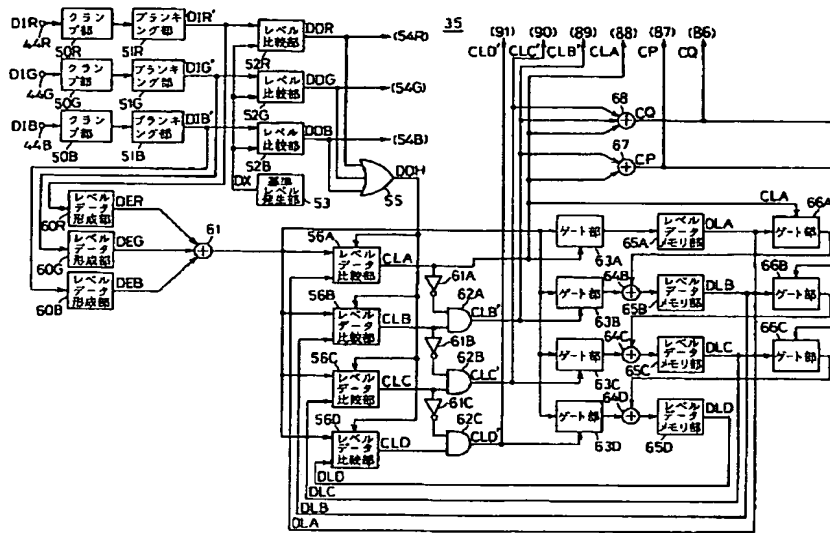 35
(91)
(90)
(89)
(88)
(87)
(86)
CLD'
CLC'
CLB'
CLA
CP
CQ
DIR
44R
クラン
プ部
50R
ブランキ
ング部
51R
DIR'
レベル
比較部
52R
DDR
(54R)
DIG
44G
クラン
プ部
50G
ブランキ
ング部
51G
DIG'
レベル
比較部
52G
DDG
(54G)
DIB
44B
クラン
プ部
50B
ブランキ
ング部
51B
DIB'
レベル
比較部
52B
DDB
(54B)
DX
基準
レベル
発生部
53
55
DDH
68
CQ
67
CP
レベル
データ
形成部
60R
DER
レベル
データ
形成部
60G
DEG
レベル
データ
形成部
60B
DEB
61
56A
レベル
データ
比較部
CLA
61A
62A
CLB'
56B
レベル
データ
比較部
CLB
61B
62B
CLC'
56C
レベル
データ
比較部
CLC
61C
62C
CLD'
56D
レベル
データ
比較部
CLD
ゲート部
63A
65A
レベル
データ
メモリ部
DLA
CLA
66A
ゲート部
ゲート部
63B
64B
レベル
データ
メモリ部
65B
DLB
66B
ゲート部
ゲート部
63C
64C
レベル
データ
メモリ部
65C
DLC
66C
ゲート部
ゲート部
63D
64D
レベル
データ
メモリ部
65D
DLD
DLD
DLC
DLB
DLA